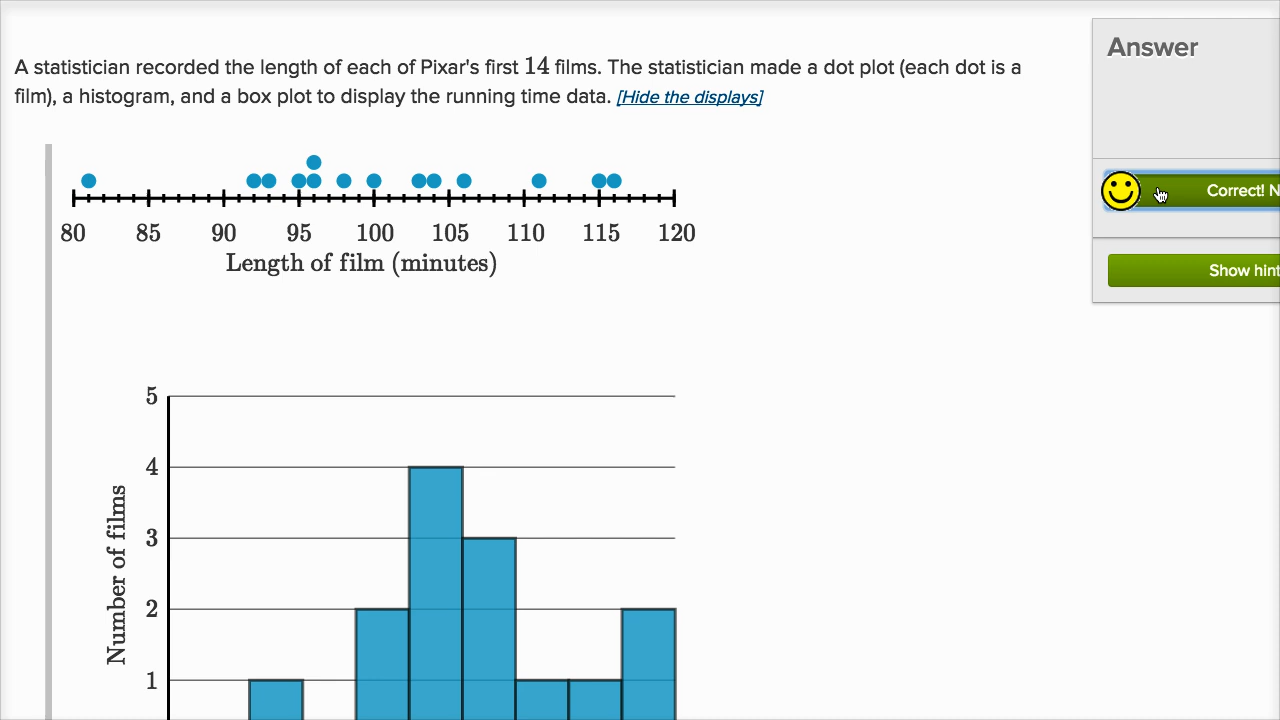 A statistician recorded the length of each of Pixar's first 14 films. The statistician made a dot plot (each dot is a
film), a histogram, and a box plot to display the running time data. [Hide the displays]
80 85 90 95 100 105 110 115 120
Length of film (minutes)
5
4
3
2
1
Number of films
Answer
Correct! N
Show hint